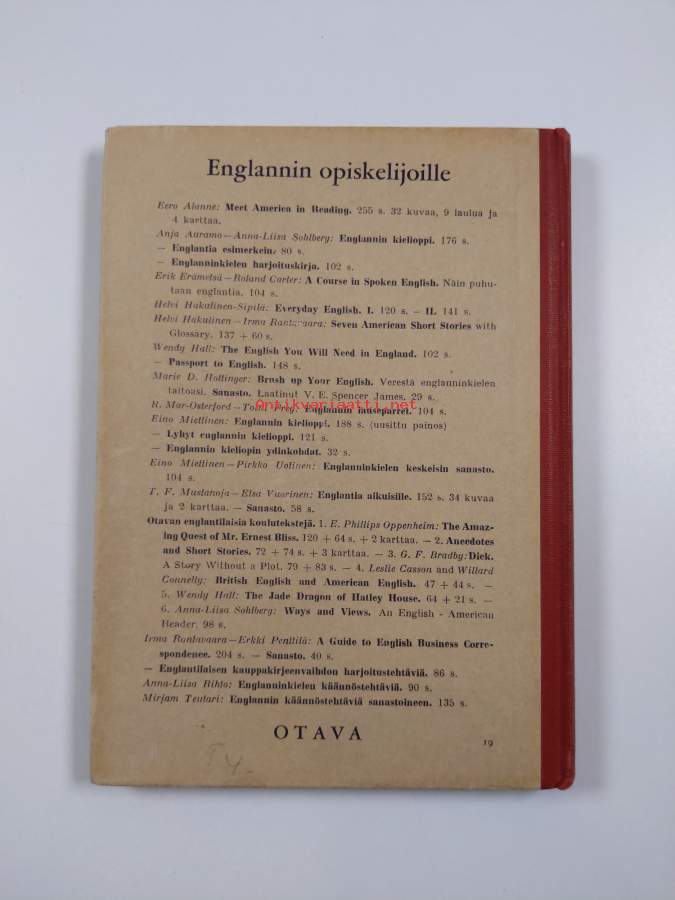 Englannin opiskelijoille
Eero Alanne: Meet America in Reading. 255 s. 32 kuvaa, 9 laulua ja
4 karttaa.
Anja Auramo—Anna-Liisa Sohlberg: Englannin kielioppi. 176 s.
— Englantia esimerkein. 80 s.
— Englanninkielen harjoituskirja. 102 s.
Erik Erämetsä—Roland Carter: A Course in Spoken English. Näin puhu-
taan englantia. 104 s.
Helvi Hakulinen-Sipilä: Everyday English. I. 120 s. — II. 141 s.
Helvi Hakulinen—Irma Rantavaara: Seven American Short Stories with
Glossary. 137 + 60 s.
Wendy Hall: The English You Will Need in England. 102 s.
— Passport to English. 148 s.
Marie D. Hottinger: Brush up Your English. Verestä englanninkielen
taitoasi. Sanasto. Laatinut V. E. Spencer James. 29 s.
antikvariaatti.net
R. Mar-Osterford— Englannin lauseparret. 104 s.
Eino Miettinen: Englannin kielioppi. 188 s. (uusittu painos)
— Lyhyt englannin kielioppi. 121 s.
— Englannin kieliopin ydinkohdat. 32 s.
Eino Miettinen—Pirkko Uotinen: Englanninkielen keskeisin sanasto.
104 s.
T. F. Mustanoja—Elsa Vuorinen: Englantia aikuisille. 152 s. 34 kuvaa
ja 2 karttaa. — Sanasto. 58 s.
Otavan englantilaisia koulutekstejä. 1. E. Phillips Oppenheim: The Amaz-
ing Quest of Mr. Ernest Bliss. 120 + 64 s. + 2 karttaa. — 2. Anecdotes
and Short Stories. 72 + 74 s. + 3 karttaa. — 3. G. F. Bradby: Dick.
A Story Without a Plot. 79 + 83 s. — 4. Leslie Casson and Willard
Connelly: British English and American English. 47 + 44 s. —
5. Wendy Hall: The Jade Dragon of Hatley House. 64 + 21 s. —
6. Anna-Liisa Sohlberg: Ways and Views. An English - American
Reader. 98 s.
Irma Rantavaara—Erkki Penttilä: A Guide to English Business Corre-
spondence. 204 s. — Sanasto. 40 s.
— Englantilaisen kauppakirjeenvaihdon harjoitustehtäviä. 86 s.
Anna-Liisa Rihto: Englanninkielen käännöstehtäviä. 90 s.
Mirjam Teutari: Englannin käännöstehtäviä sanastoineen. 135 s.
OTAVA
19